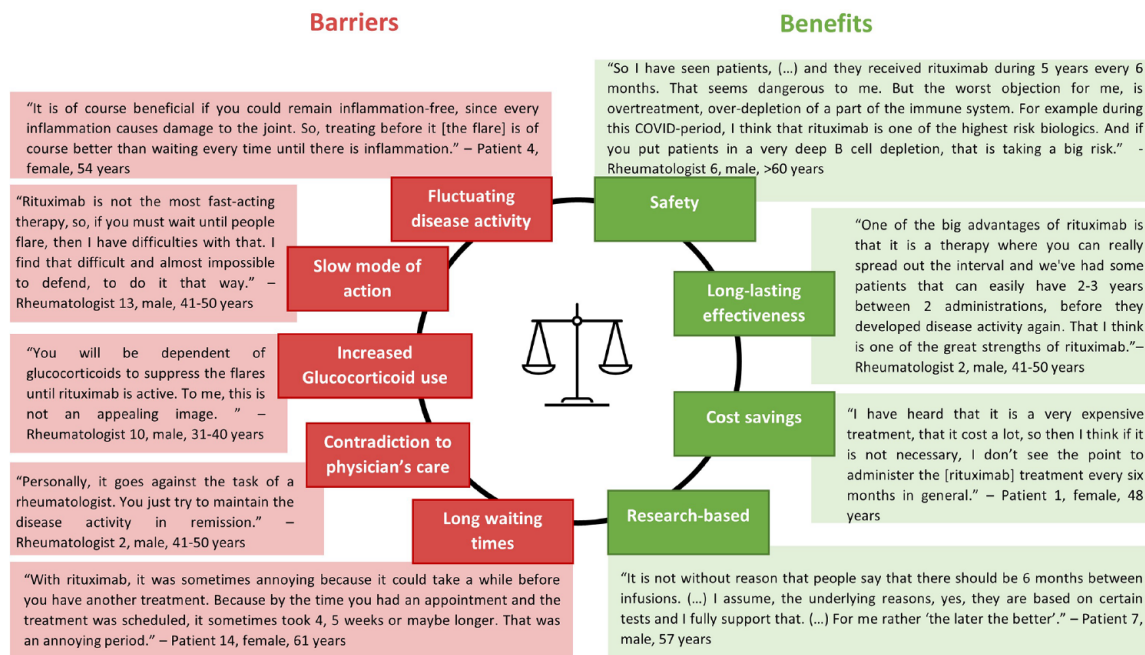 Barriers
Benefits
“It is of course beneficial if you could remain inflammation-free, since every
inflammation causes damage to the joint. So, treating before it [the flare] is of
course better than waiting every time until there is inflammation.” – Patient 4,
female, 54 years
Fluctuating
disease activity
“Rituximab is not the most fast-acting
therapy, so, if you must wait until people
flare, then I have difficulties with that. I
find that difficult and almost impossible
to defend, to do it that way.” –
Rheumatologist 13, male, 41-50 years
Slow mode of
action
“You will be dependent of
glucocorticoids to suppress the flares
until rituximab is active. To me, this is
not an appealing image. ” –
Rheumatologist 10, male, 31-40 years
Increased
Glucocorticoid use
Contradiction to
physician’s care
“Personally, it goes against the task of a
rheumatologist. You just try to maintain the
disease activity in remission.” –
Rheumatologist 2, male, 41-50 years
Long waiting
times
“With rituximab, it was sometimes annoying because it could take a while before
you have another treatment. Because by the time you had an appointment and the
treatment was scheduled, it sometimes took 4, 5 weeks or maybe longer. That was
an annoying period.” – Patient 14, female, 61 years
“So I have seen patients, (…) and they received rituximab during 5 years every 6
months. That seems dangerous to me. But the worst objection for me, is
overtreatment, over-depletion of a part of the immune system. For example during
this COVID-period, I think that rituximab is one of the highest risk biologics. And if
you put patients in a very deep B cell depletion, that is taking a big risk.” -
Rheumatologist 6, male, >60 years
Safety
“One of the big advantages of rituximab is
that it is a therapy where you can really
spread out the interval and we've had some
patients that can easily have 2-3 years
between 2 administrations, before they
developed disease activity again. That I think
is one of the great strengths of rituximab.”–
Rheumatologist 2, male, 41-50 years
Long-lasting
effectiveness
Cost savings
“I have heard that it is a very expensive
treatment, that it cost a lot, so then I think if it
is not necessary, I don’t see the point to
administer the [rituximab] treatment every six
months in general.” – Patient 1, female, 48
years
Research-based
“It is not without reason that people say that there should be 6 months between
infusions. (…) I assume, the underlying reasons, yes, they are based on certain
tests and I fully support that. (…) For me rather ‘the later the better’.” – Patient 7,
male, 57 years